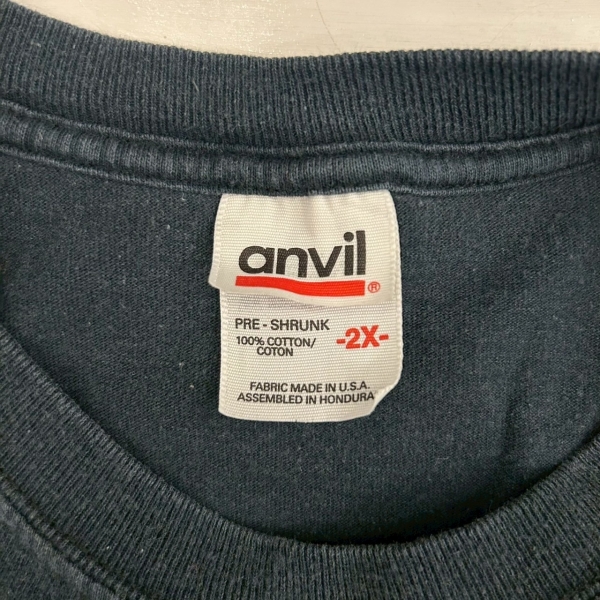 anvil®
PRE - SHRUNK
100% COTTON/
COTON
-2X-
FABRIC MADE IN U.S.A.
ASSEMBLED IN HONDURA